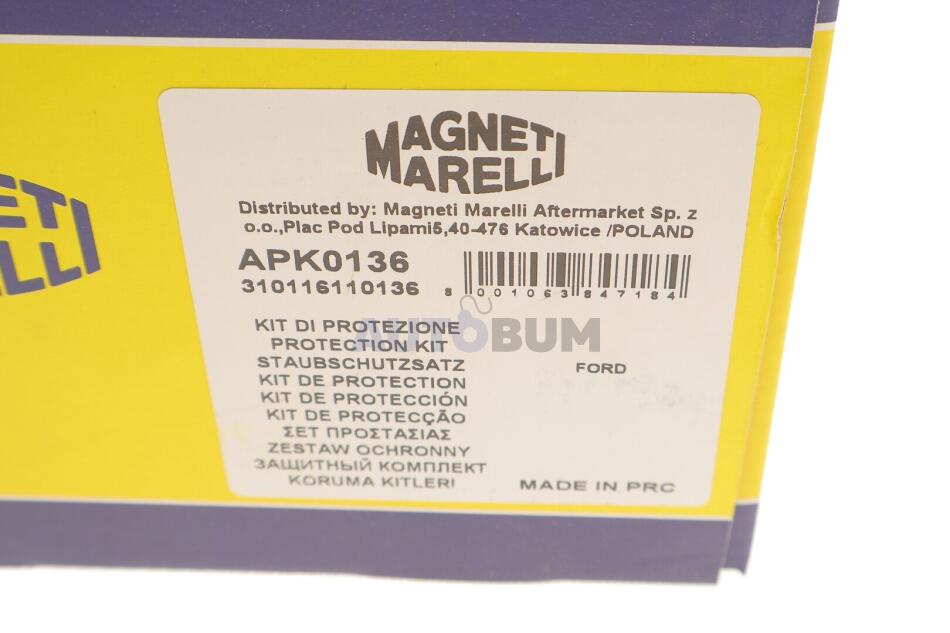 MAGNETI
MARELLI
Distributed by: Magneti Marelli Aftermarket Sp. z
o.o.,Plac Pod Lipami5,40-476 Katowice /POLAND
APK0136
310116110136
8 001063 847184
KIT DI PROTEZIONE
AUTOBUM
PROTECTION KIT
STAUBSCHUTZSATZ
FORD
KIT DE PROTECTION
KIT DE PROTECCIÓN
KIT DE PROTECÇÃO
ΣΕΤ ΠΡΟΣΤΑΣΙΑΣ
ZESTAW OCHRONNY
ЗАЩИТНЫЙ КОМПЛЕКТ
KORUMA KITLERI
MADE IN PRC